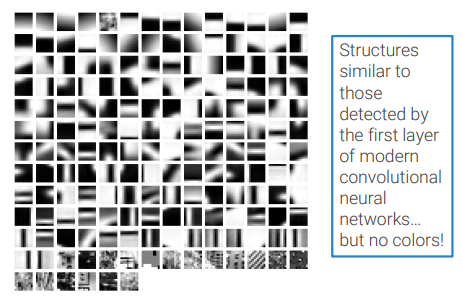 Structures
similar to
those
detected by
the first layer
of modern
convolutional
neural
networks…
but no colors!